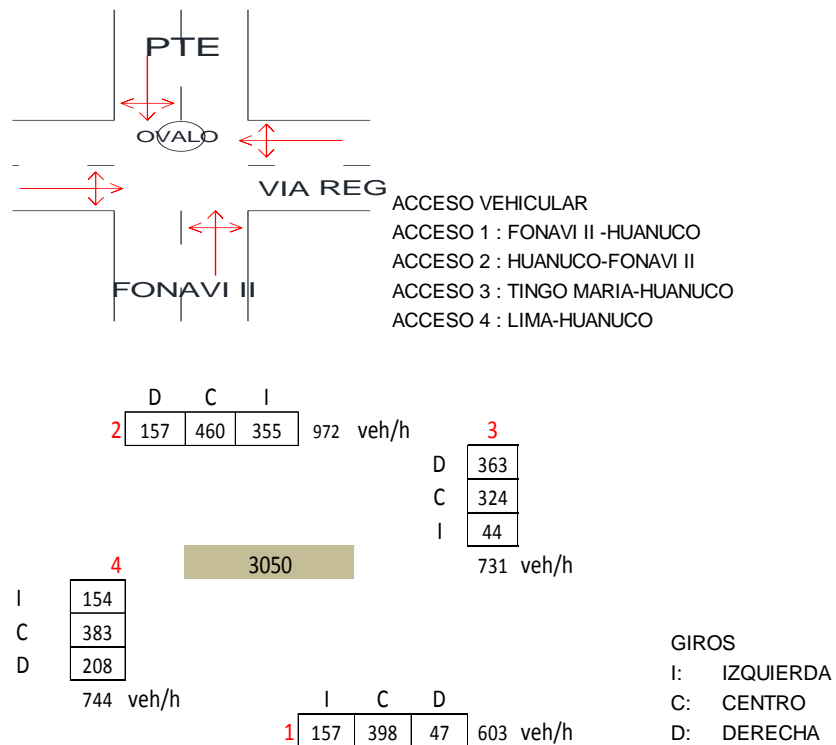 PTE
OVALO
VIA REG
FONAVI II
ACCESO VEHICULAR
ACCESO 1 : FONAVI II -HUANUCO
ACCESO 2 : HUANUCO-FONAVI II
ACCESO 3 : TINGO MARIA-HUANUCO
ACCESO 4 : LIMA-HUANUCO
D C I
2 157 460 355 972 veh/h
3
D 363
C 324
I 44
731 veh/h
4 3050
I 154
C 383
D 208
744 veh/h
I C D
1 157 398 47 603 veh/h
GIROS
I: IZQUIERDA
C: CENTRO
D: DERECHA